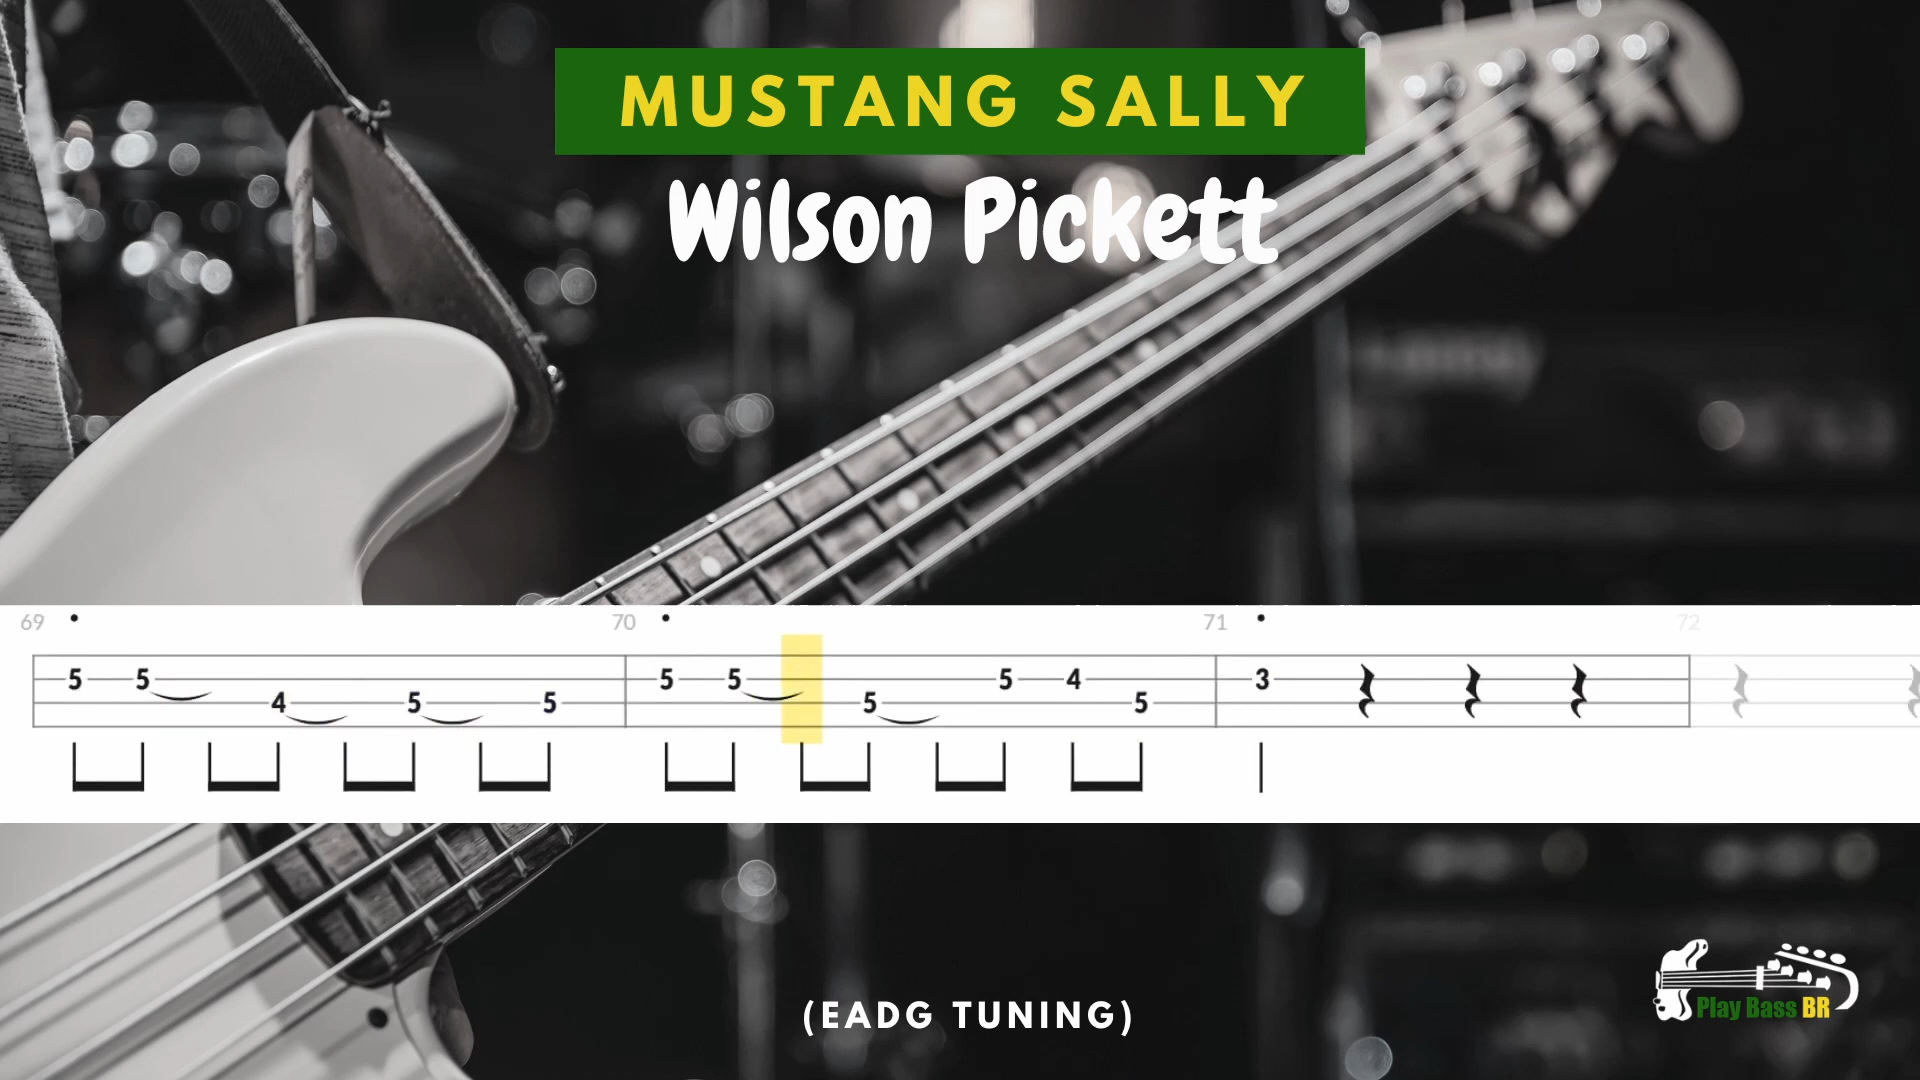 MUSTANG SALLY
Wilson Pickett
69 70 71 72
5 5 5 5 5 4 3
4 5 5 5 5
(EADG TUNING)
Play Bass BR